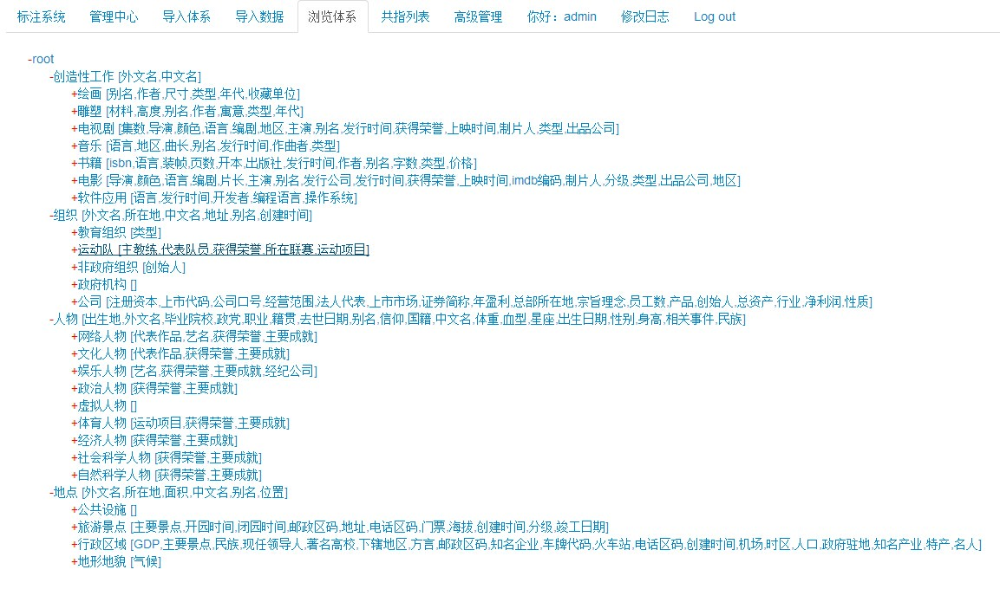 标注系统 管理中心 导入体系 导入数据 浏览体系 共指列表 高级管理 你好：admin 修改日志 Log out
-root
-创造性工作 [外文名,中文名]
+绘画 [别名,作者,尺寸,类型,年代,收藏单位]
+雕塑 [材料,高度,别名,作者,寓意,类型,年代]
+电视剧 [集数,导演,颜色,语言,编剧,地区,主演,别名,发行时间,获得荣誉,上映时间,制片人,类型,出品公司]
+音乐 [语言,地区,曲长,别名,发行时间,作曲者,类型]
+书籍 [isbn,语言,装帧,页数,开本,出版社,发行时间,作者,别名,字数,类型,价格]
+电影 [导演,颜色,语言,编剧,片长,主演,别名,发行公司,发行时间,获得荣誉,上映时间,imdb编码,制片人,分级,类型,出品公司,地区]
+软件应用 [语言,发行时间,开发者,编程语言,操作系统]
-组织 [外文名,所在地,中文名,地址,别名,创建时间]
+教育组织 [类型]
+运动队 [主教练,代表队员,获得荣誉,所在联赛,运动项目]
+非政府组织 [创始人]
+政府机构 []
+公司 [注册资本,上市代码,公司口号,经营范围,法人代表,上市市场,证券简称,年盈利,总部所在地,宗旨理念,员工数,产品,创始人,总资产,行业,净利润,性质]
-人物 [出生地,外文名,毕业院校,政党,职业,籍贯,去世日期,别名,信仰,国籍,中文名,体重,血型,星座,出生日期,性别,身高,相关事件,民族]
+网络人物 [代表作品,艺名,获得荣誉,主要成就]
+文化人物 [代表作品,获得荣誉,主要成就]
+娱乐人物 [艺名,获得荣誉,主要成就,经纪公司]
+政治人物 [获得荣誉,主要成就]
+虚拟人物 []
+体育人物 [运动项目,获得荣誉,主要成就]
+经济人物 [获得荣誉,主要成就]
+社会科学人物 [获得荣誉,主要成就]
+自然科学人物 [获得荣誉,主要成就]
-地点 [外文名,所在地,面积,中文名,别名,位置]
+公共设施 []
+旅游景点 [主要景点,开园时间,闭园时间,邮政区码,地址,电话区码,门票,海拔,创建时间,分级,竣工日期]
+行政区域 [GDP,主要景点,民族,现任领导人,著名高校,下辖地区,方言,邮政区码,知名企业,车牌代码,火车站,电话区码,创建时间,机场,时区,人口,政府驻地,知名产业,特产,名人]
+地形地貌 [气候]